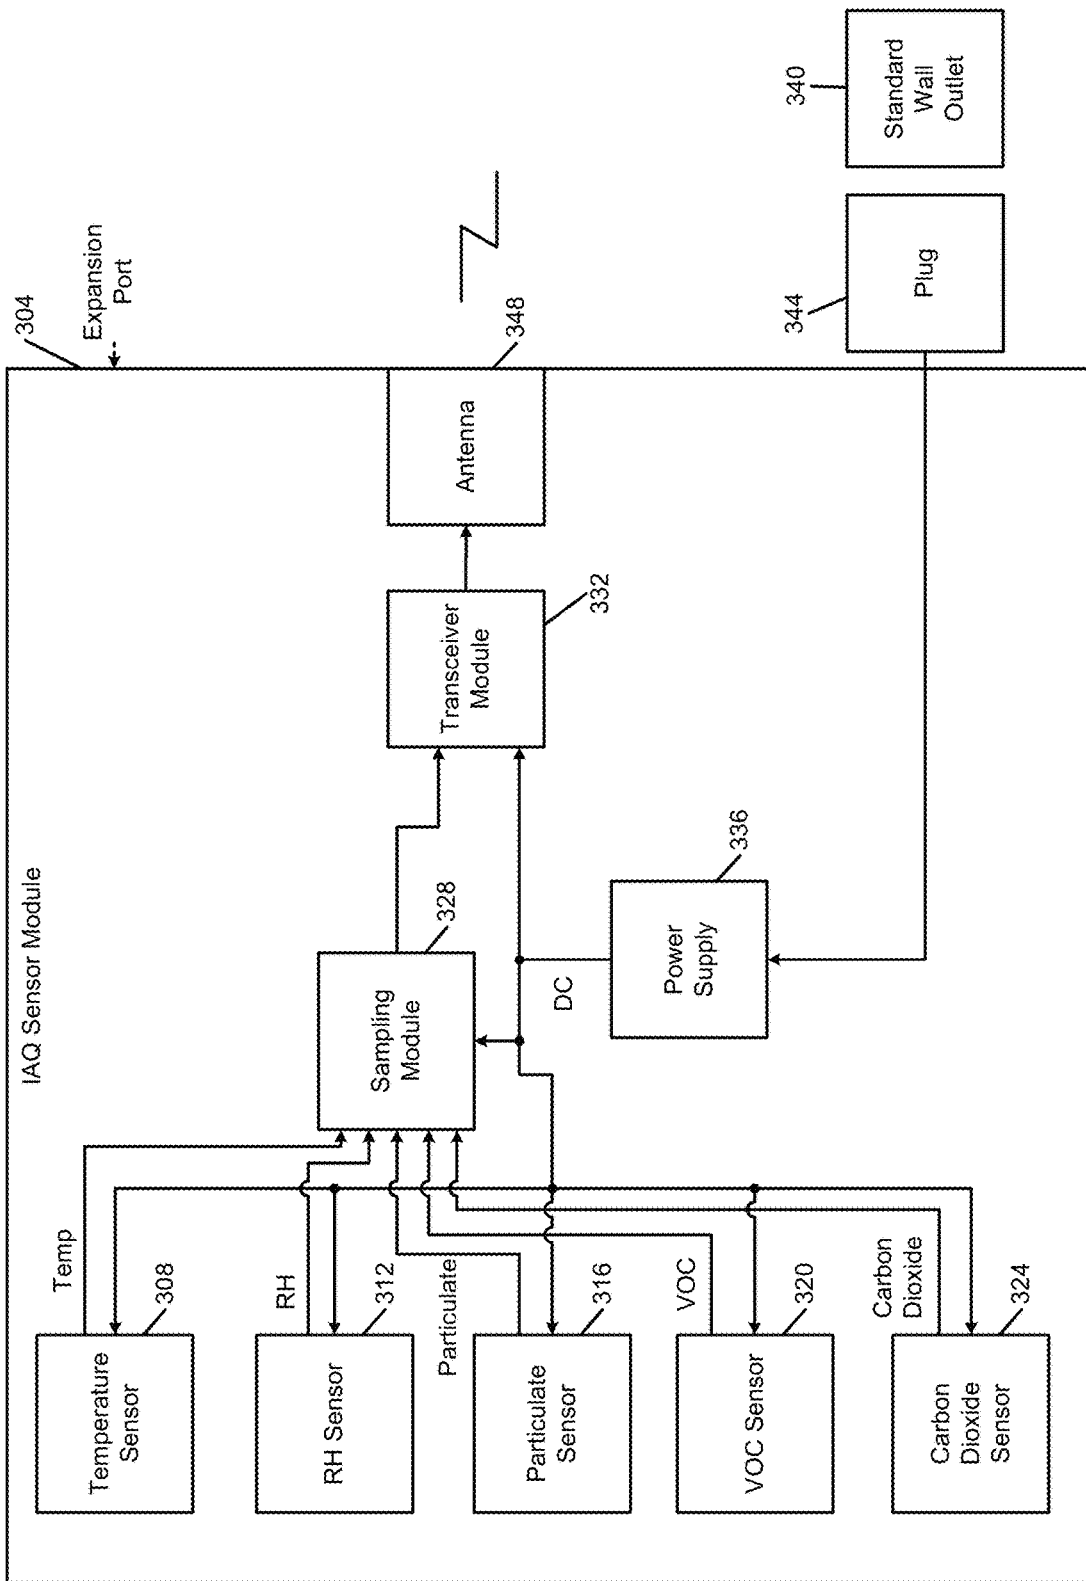 IAQ Sensor Module
304
Expansion
Port
Temperature
Sensor
308
Temp
RH Sensor
312
RH
Particulate
Sensor
316
Particulate
VOC Sensor
320
VOC
Carbon
Dioxide
Sensor
324
Carbon
Dioxide
Sampling
Module
328
Transceiver
Module
332
Antenna
348
DC
Power
Supply
336
Plug
344
Standard
Wall
Outlet
340